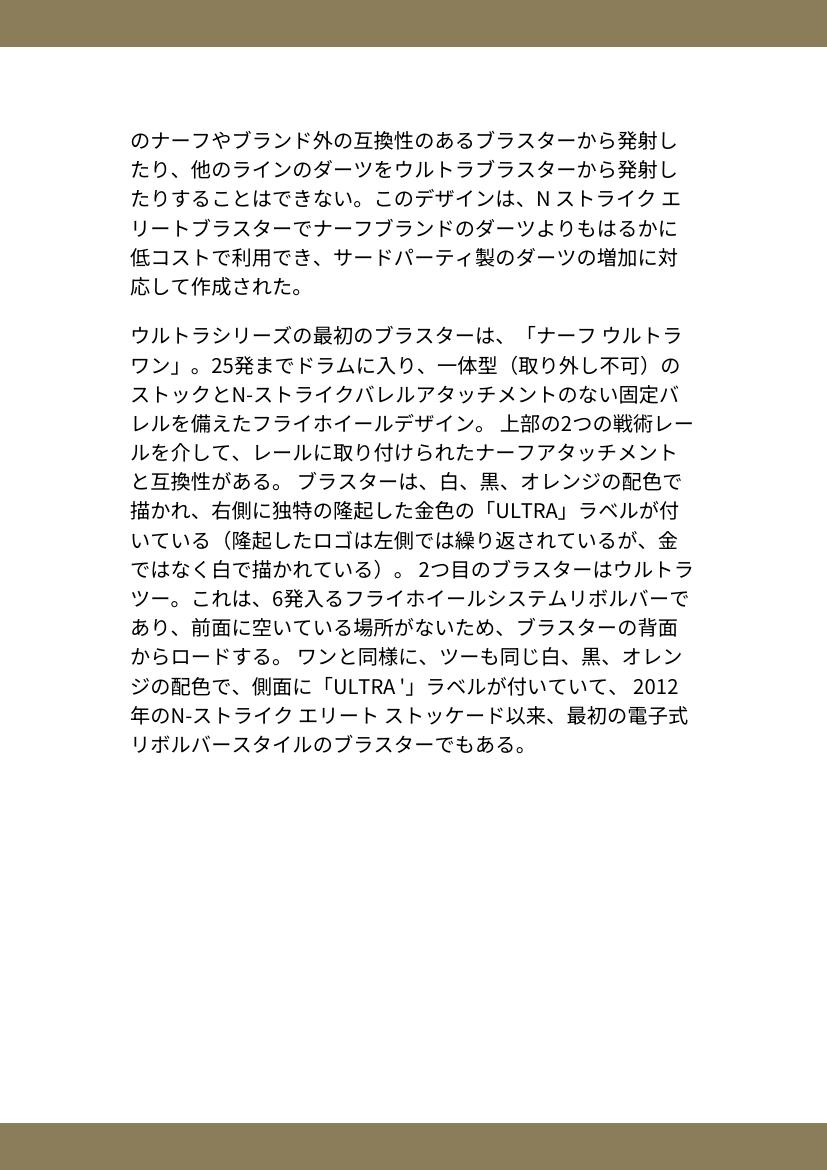 のナーフやブランド外の互換性のあるブラスターから発射し
たり、他のラインのダーツをウルトラブラスターから発射し
たりすることはできない。このデザインは、N ストライク エ
リートブラスターでナーフブランドのダーツよりもはるかに
低コストで利用でき、サードパーティ製のダーツの増加に対
応して作成された。
ウルトラシリーズの最初のブラスターは、「ナーフ ウルトラ
ワン」。25発までドラムに入り、一体型（取り外し不可）の
ストックとN-ストライクバレルアタッチメントのない固定バ
レルを備えたフライホイールデザイン。 上部の2つの戦術レー
ルを介して、レールに取り付けられたナーフアタッチメント
と互換性がある。 ブラスターは、白、黒、オレンジの配色で
描かれ、右側に独特の隆起した金色の「ULTRA」ラベルが付
いている（隆起したロゴは左側では繰り返されているが、金
ではなく白で描かれている）。 2つ目のブラスターはウルトラ
ツー。これは、6発入るフライホイールシステムリボルバーで
あり、前面に空いている場所がないため、ブラスターの背面
からロードする。 ワンと同様に、ツーも同じ白、黒、オレン
ジの配色で、側面に「ULTRA '」ラベルが付いていて、 2012
年のN-ストライク エリート ストッケード以来、最初の電子式
リボルバースタイルのブラスターでもある。